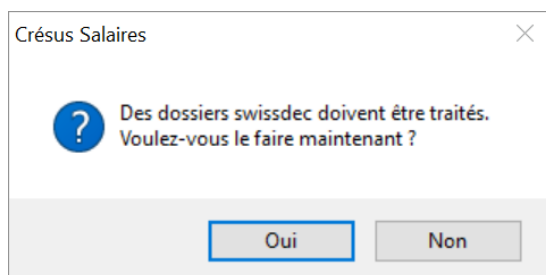 Crésus Salaires
Des dossiers swissdec doivent être traités.
Voulez-vous le faire maintenant ?
Oui
Non